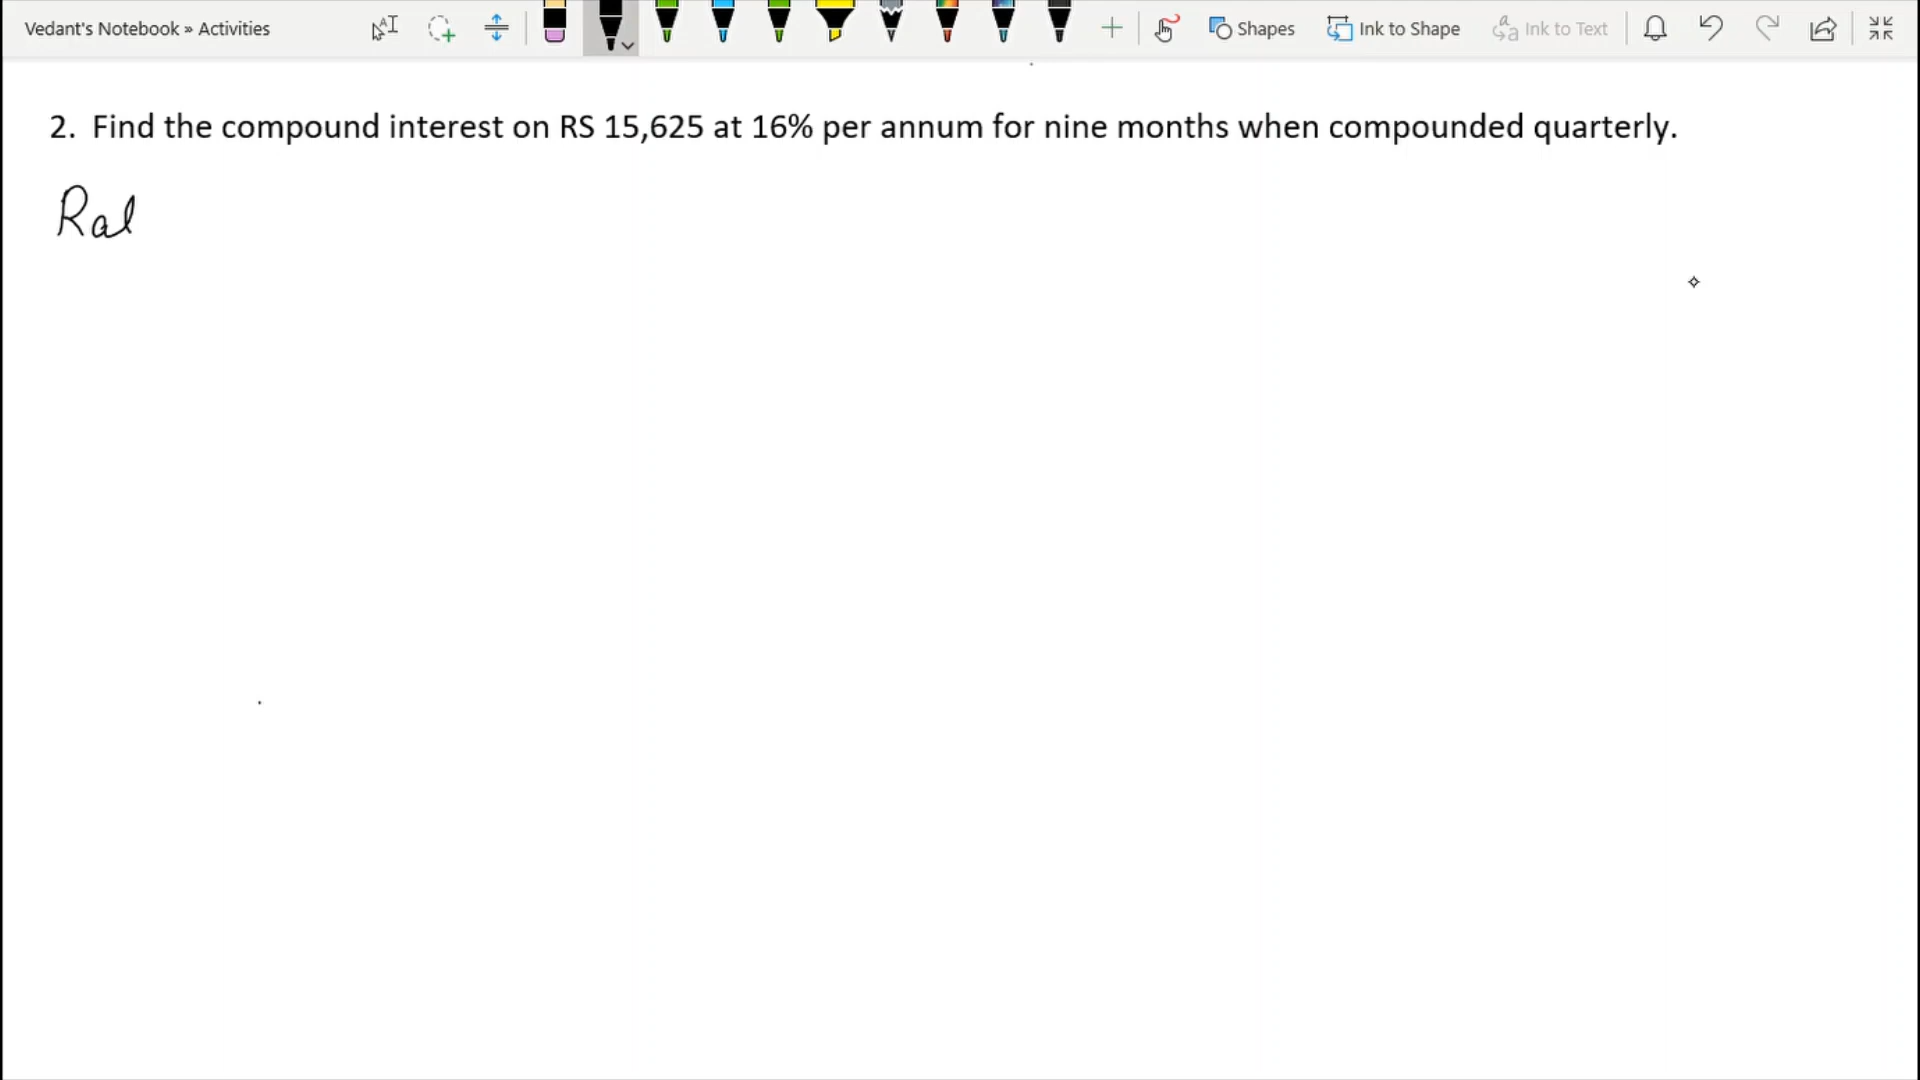 Vedant's Notebook » Activities Shapes Ink to Shape Ink to Text
2. Find the compound interest on RS 15,625 at 16% per annum for nine months when compounded quarterly.
Rat